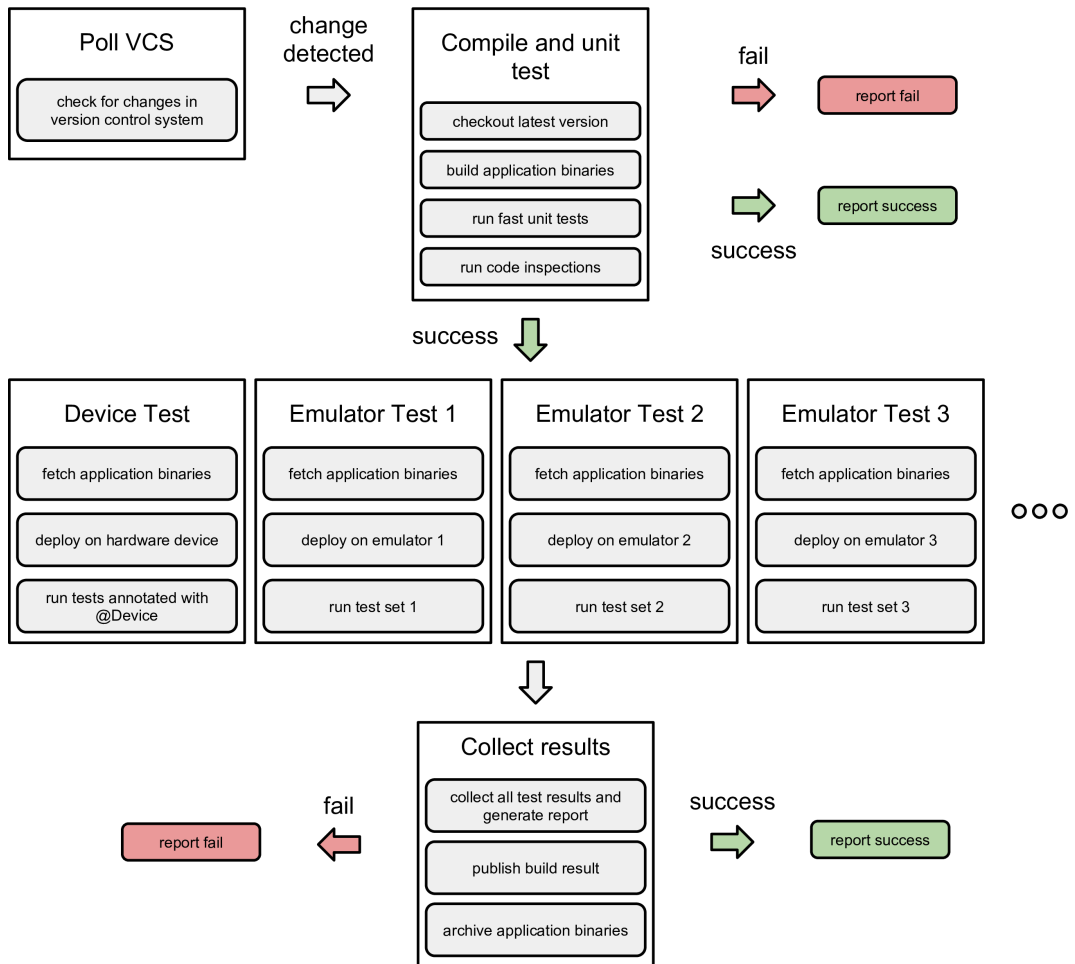 Poll VCS
check for changes in
version control system
change
detected
Compile and unit
test
checkout latest version
build application binaries
run fast unit tests
run code inspections
fail
report fail
report success
success
success
Device Test
fetch application binaries
deploy on hardware device
run tests annotated with
@Device
Emulator Test 1
fetch application binaries
deploy on emulator 1
run test set 1
Emulator Test 2
fetch application binaries
deploy on emulator 2
run test set 2
Emulator Test 3
fetch application binaries
deploy on emulator 3
run test set 3
Collect results
collect all test results and
generate report
publish build result
archive application binaries
fail
report fail
success
report success